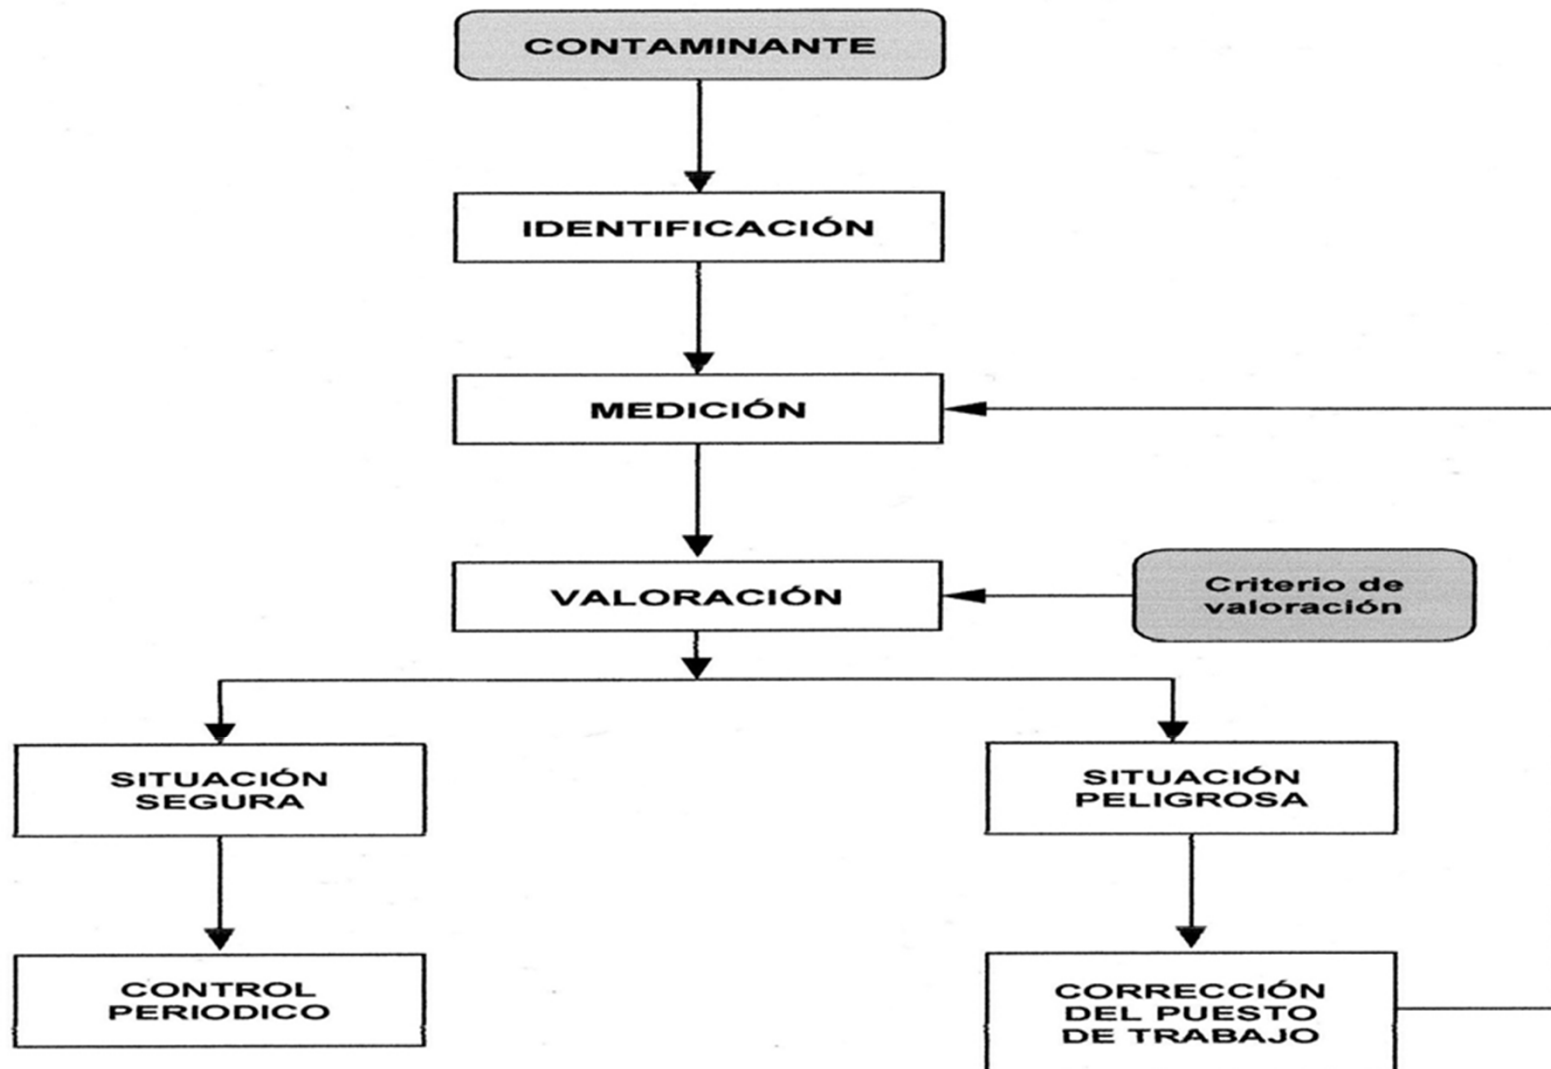 CONTAMINANTE
IDENTIFICACIÓN
MEDICIÓN
VALORACIÓN
Criterio de
valoración
SITUACIÓN
SEGURA
SITUACIÓN
PELIGROSA
CONTROL
PERIODICO
CORRECCIÓN
DEL PUESTO
DE TRABAJO